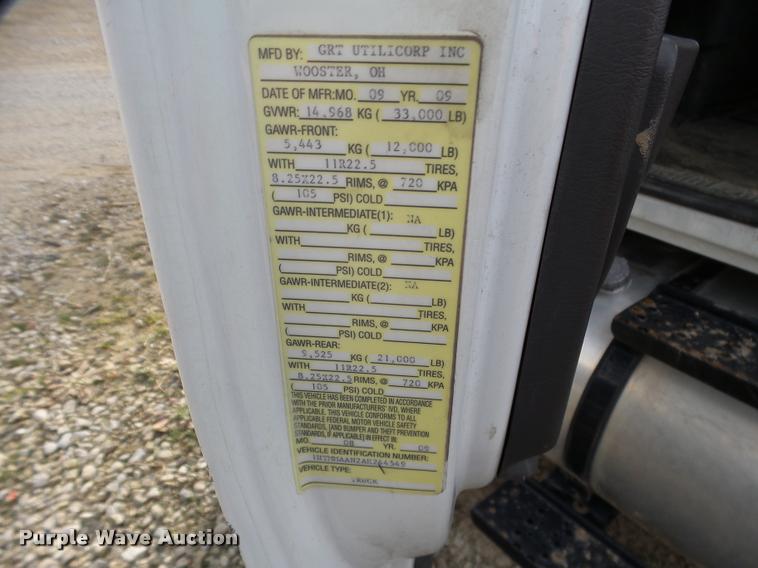 MFD BY: GRT UTILICORP INC
WOOSTER, OH
DATE OF MFR: MO. 09 YR. 09
GVWR: 14,968 KG ( 33,000 LB)
GAWR-FRONT:
5,443 KG ( 12,000 LB)
WITH 11R22.5 TIRES,
8.25X22.5 RIMS, @ 720 KPA
( 105 PSI) COLD
GAWR-INTERMEDIATE(1): NA
KG ( LB)
WITH TIRES,
RIMS, @ KPA
( PSI) COLD
GAWR-INTERMEDIATE(2): NA
KG ( LB)
WITH TIRES,
RIMS, @ KPA
( PSI) COLD
GAWR-REAR:
9,525 KG ( 21,000 LB)
WITH 11R22.5 TIRES,
8.25X22.5 RIMS, @ 720 KPA
( 105 PSI) COLD
THIS VEHICLE HAS BEEN COMPLETED IN ACCORDANCE
WITH THE PRIOR MANUFACTURERS' IVD, WHERE
APPLICABLE. THIS VEHICLE CONFORMS TO ALL
APPLICABLE FEDERAL MOTOR VEHICLE SAFETY
STANDARDS, [AND BUMPER AND THEFT PREVENTION
STANDARDS, IF APPLICABLE] IN EFFECT IN:
MO. 08 YR. 09
VEHICLE IDENTIFICATION NUMBER:
VEHICLE TYPE:
TRUCK
Purple Wave Auction